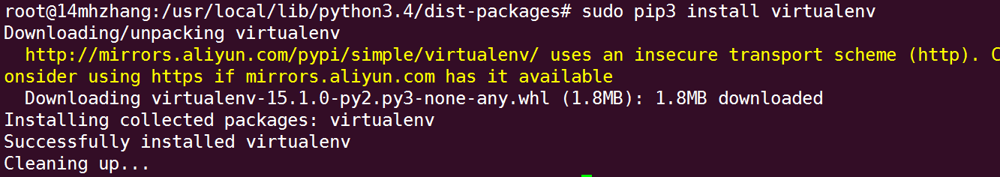 root@14mhzhang:/usr/local/lib/python3.4/dist-packages# sudo pip3 install virtualenv
Downloading/unpacking virtualenv
  http://mirrors.aliyun.com/pypi/simple/virtualenv/ uses an insecure transport scheme (http). C
onsider using https if mirrors.aliyun.com has it available
  Downloading virtualenv-15.1.0-py2.py3-none-any.whl (1.8MB): 1.8MB downloaded
Installing collected packages: virtualenv
Successfully installed virtualenv
Cleaning up...